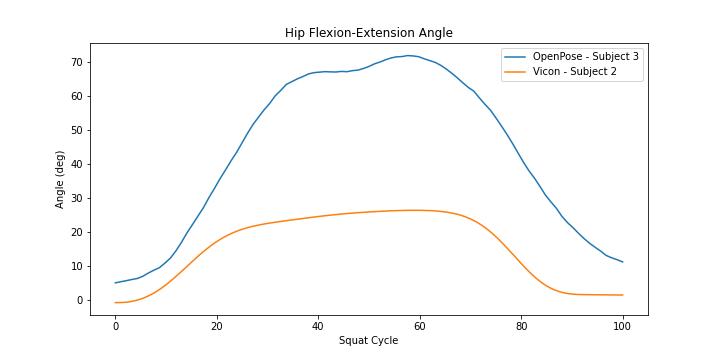 Hip Flexion-Extension Angle
OpenPose - Subject 3
Vicon - Subject 2
Angle (deg)
70
60
50
40
30
20
10
0
0 20 40 60 80 100
Squat Cycle